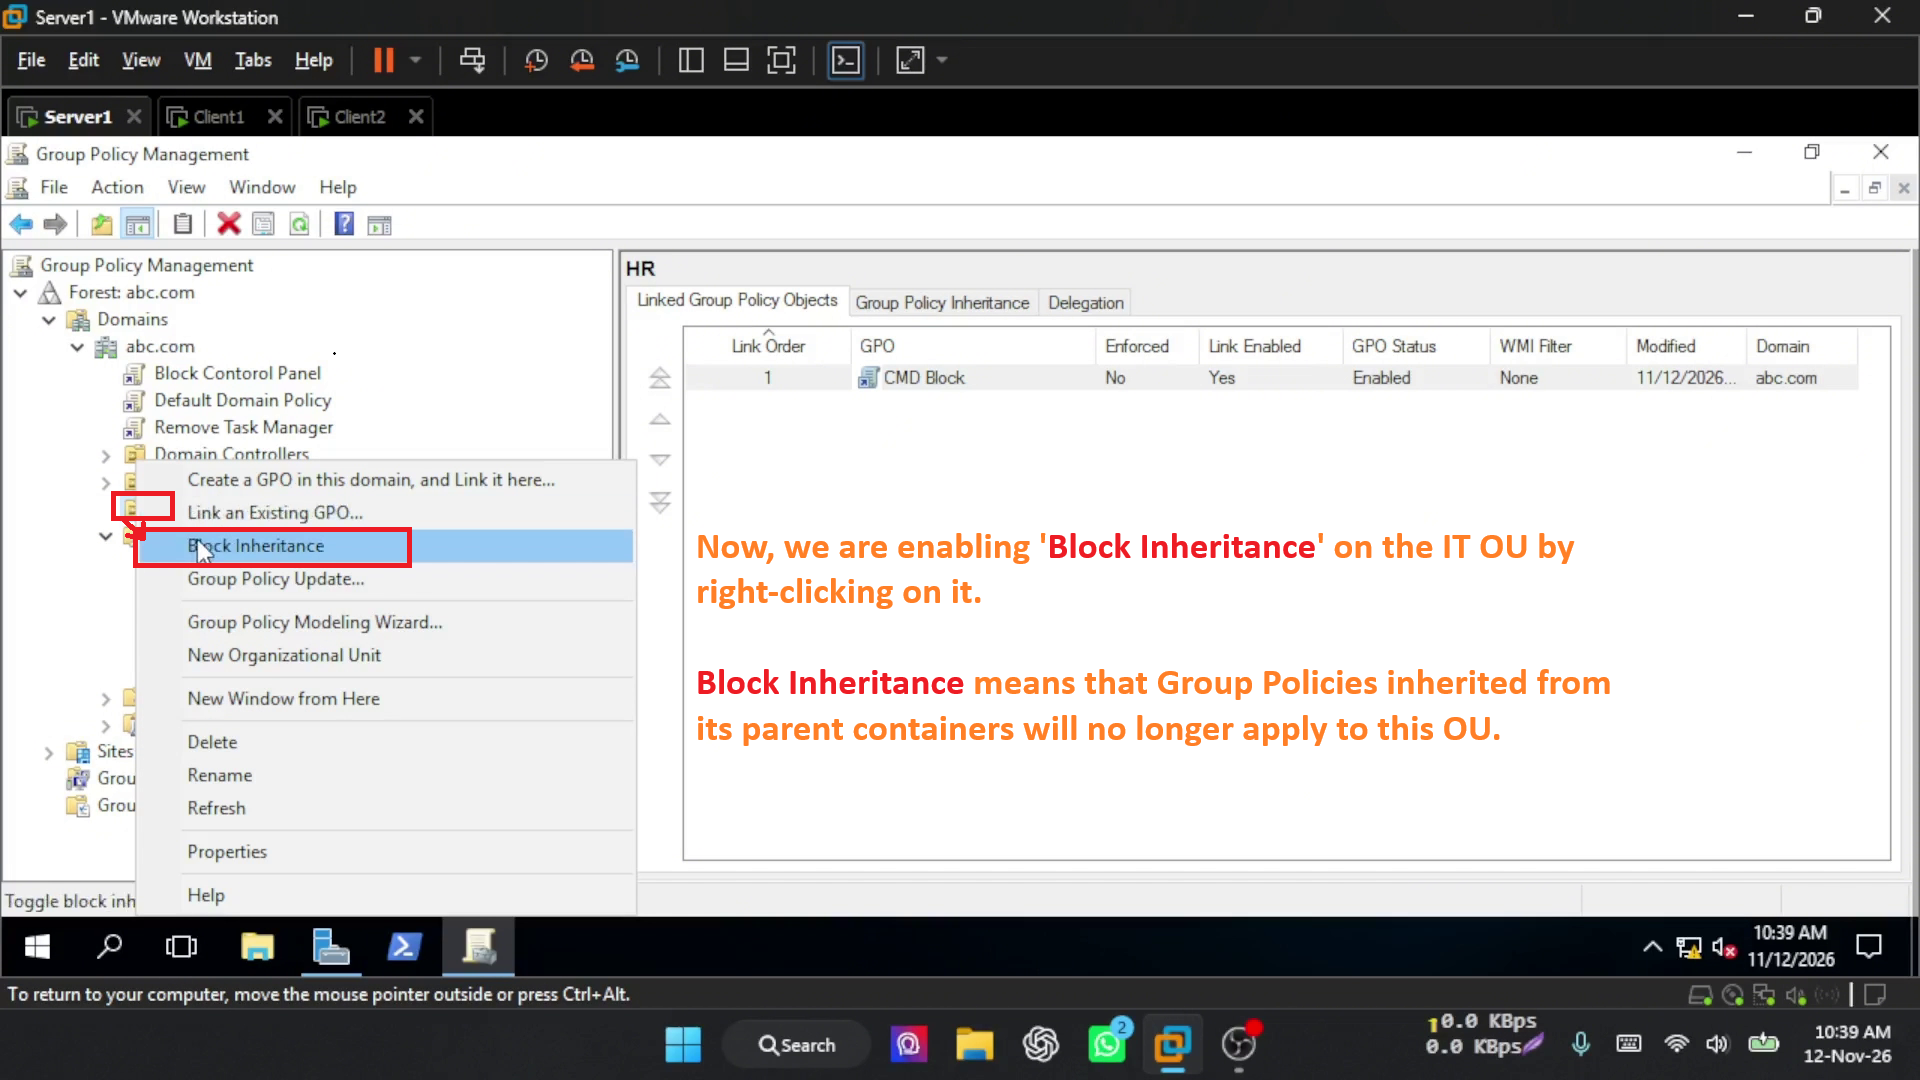 Server1 - VMware Workstation
File Edit View VM Tabs Help
Server1 Client1 Client2
Group Policy Management
File Action View Window Help
Group Policy Management
Forest: abc.com
Domains
abc.com
Block Contorol Panel
Default Domain Policy
Remove Task Manager
Domain Controllers
Create a GPO in this domain, and Link it here...
Link an Existing GPO...
Block Inheritance
Group Policy Update...
Group Policy Modeling Wizard...
New Organizational Unit
New Window from Here
Delete
Rename
Refresh
Properties
Help
Sites
Grou
Grou
Toggle block inh
HR
Linked Group Policy Objects Group Policy Inheritance Delegation
Link Order GPO Enforced Link Enabled GPO Status WMI Filter Modified Domain
1 CMD Block No Yes Enabled None 11/12/2026... abc.com
Now, we are enabling 'Block Inheritance' on the IT OU by
right-clicking on it.
Block Inheritance means that Group Policies inherited from
its parent containers will no longer apply to this OU.
10:39 AM
11/12/2026
To return to your computer, move the mouse pointer outside or press Ctrl+Alt.
Search
2
0.0 KBps
0.0 KBps
10:39 AM
12-Nov-26